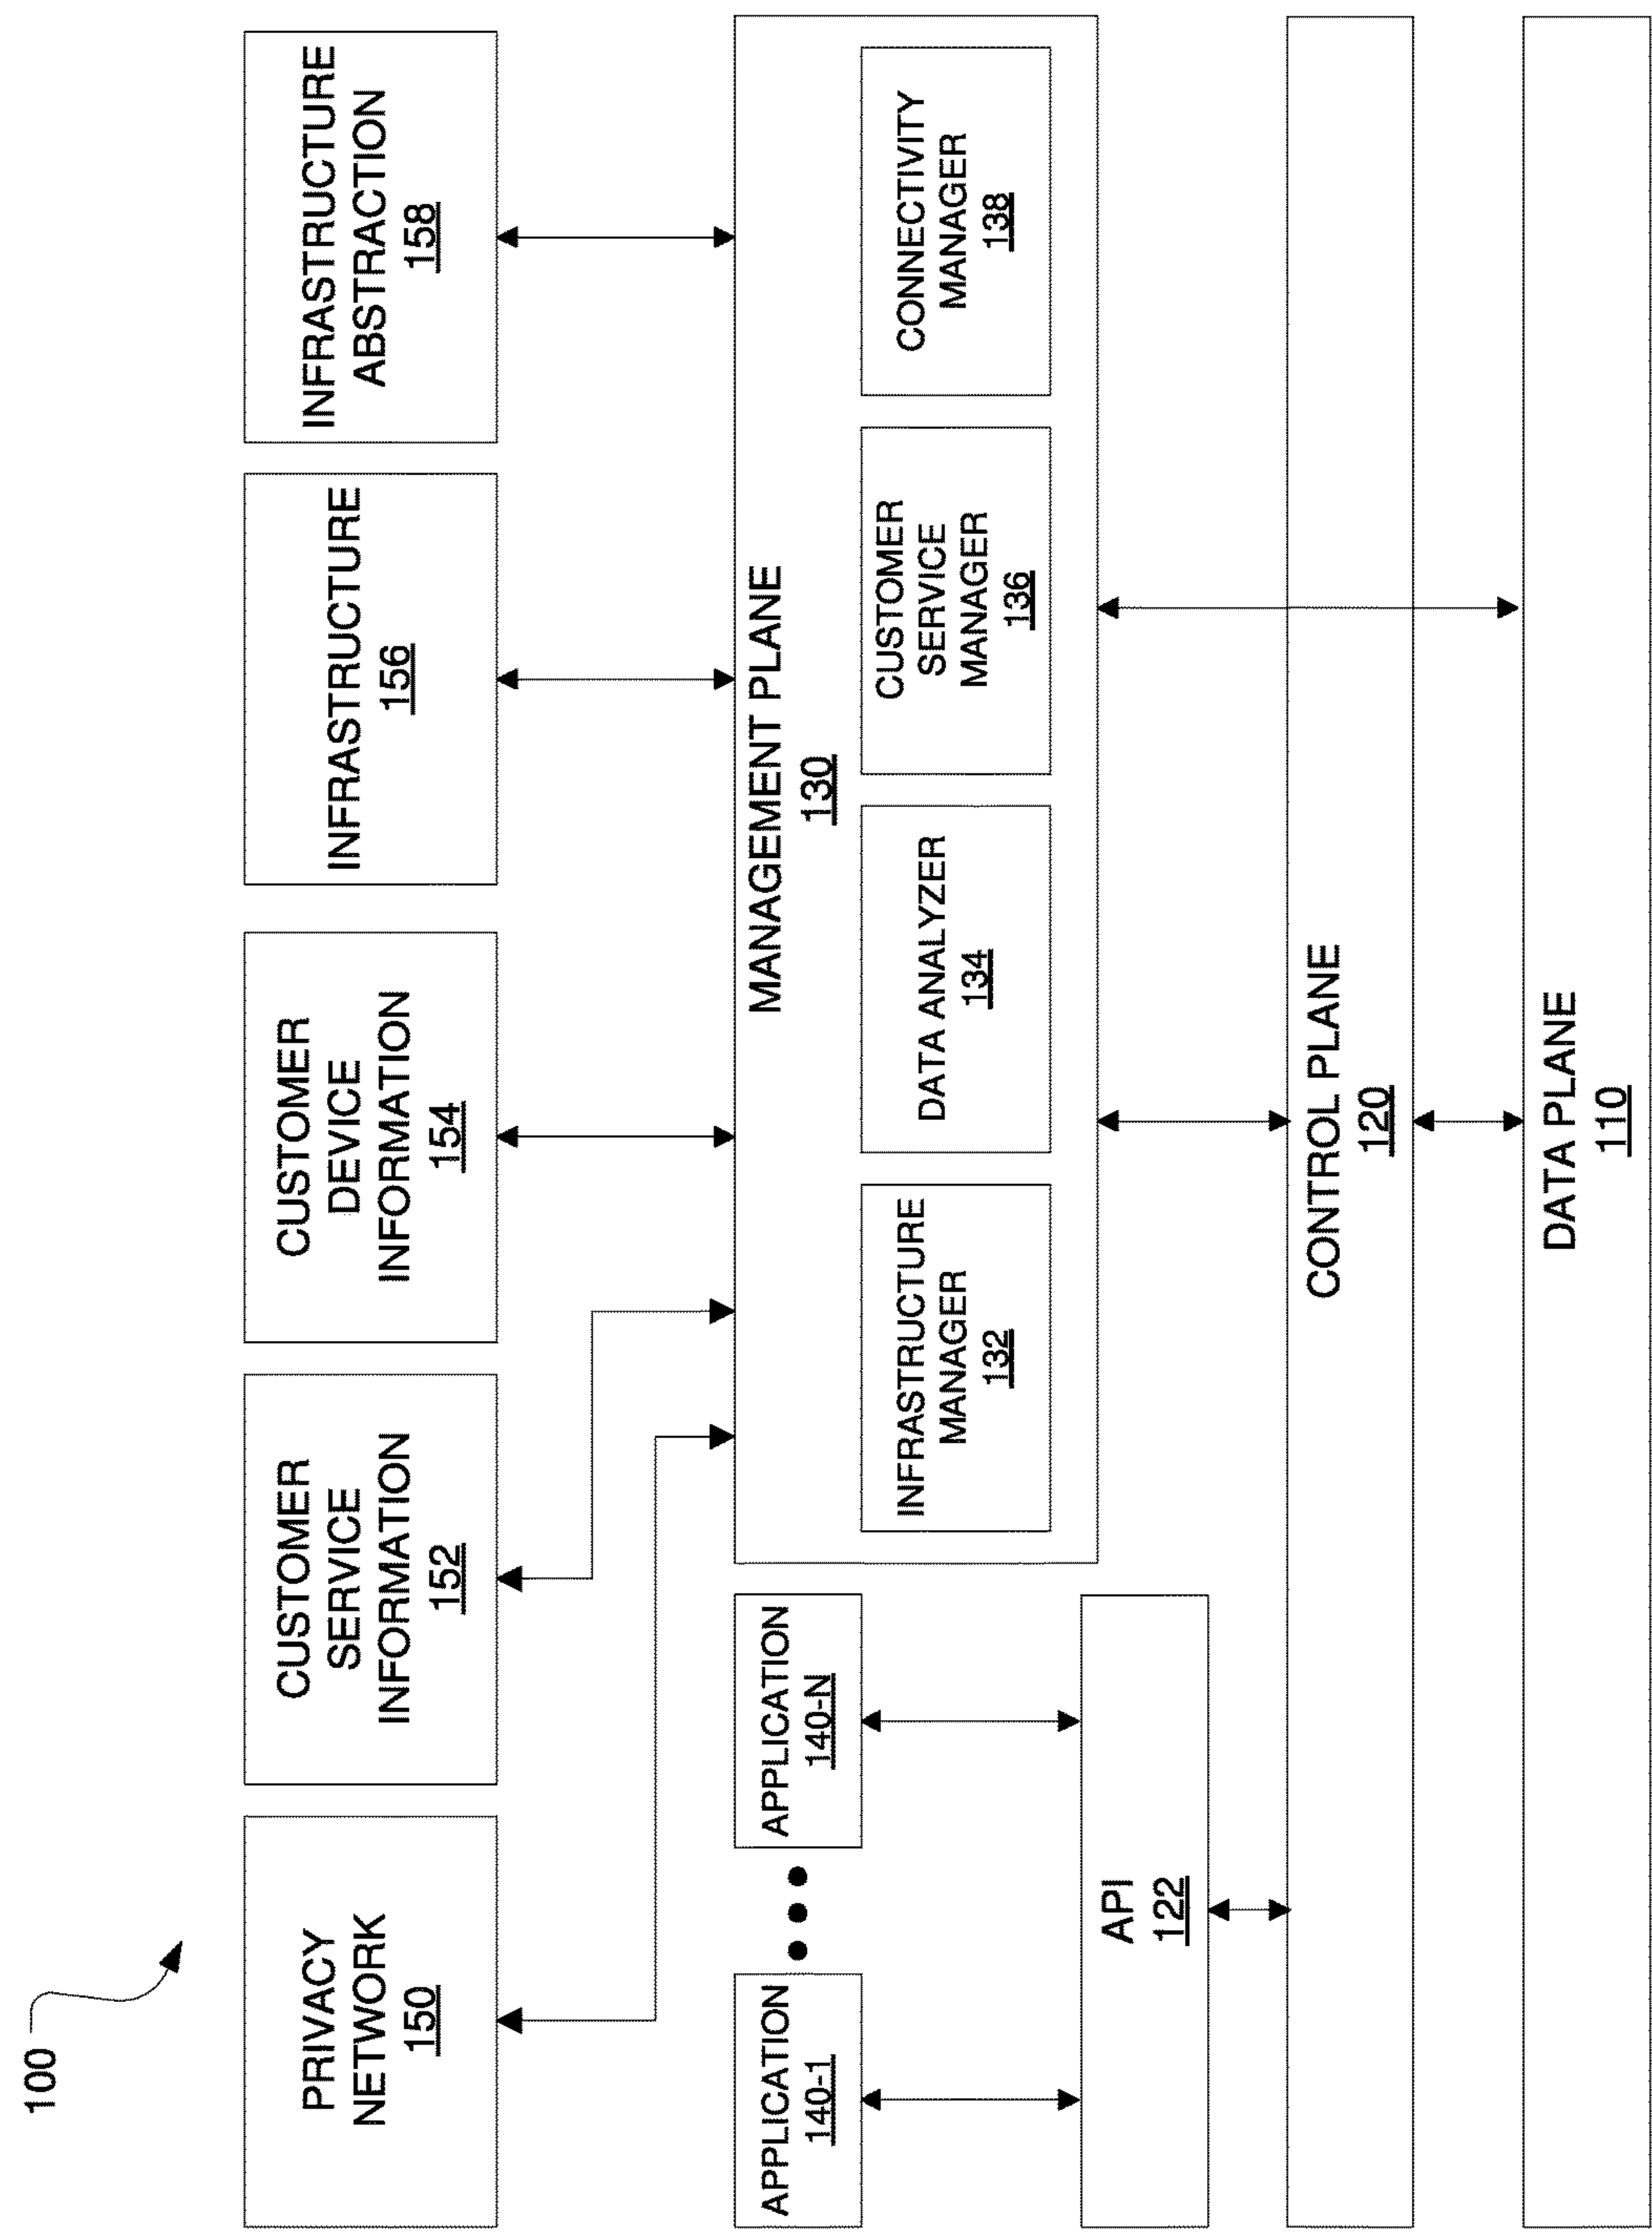 100
PRIVACY
NETWORK
150
CUSTOMER
SERVICE
INFORMATION
152
CUSTOMER
DEVICE
INFORMATION
154
INFRASTRUCTURE
156
INFRASTRUCTURE
ABSTRACTION
158
APPLICATION
140-1
APPLICATION
140-N
MANAGEMENT PLANE
130
INFRASTRUCTURE
MANAGER
132
DATA ANALYZER
134
CUSTOMER
SERVICE
MANAGER
136
CONNECTIVITY
MANAGER
138
API
122
CONTROL PLANE
120
DATA PLANE
110